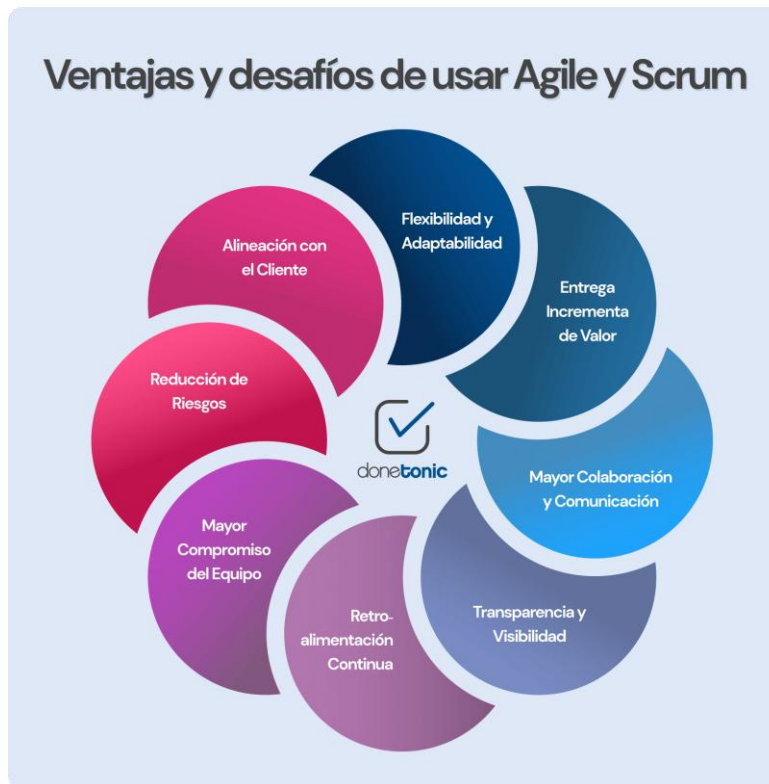 Ventajas y desafíos de usar Agile y Scrum
Flexibilidad y
Adaptabilidad
Entrega
Incrementa
de Valor
Mayor Colaboración
y Comunicación
Transparencia y
Visibilidad
Retro-
alimentación
Continua
Mayor
Compromiso
del Equipo
Reducción de
Riesgos
Alineación con
el Cliente
donetonic